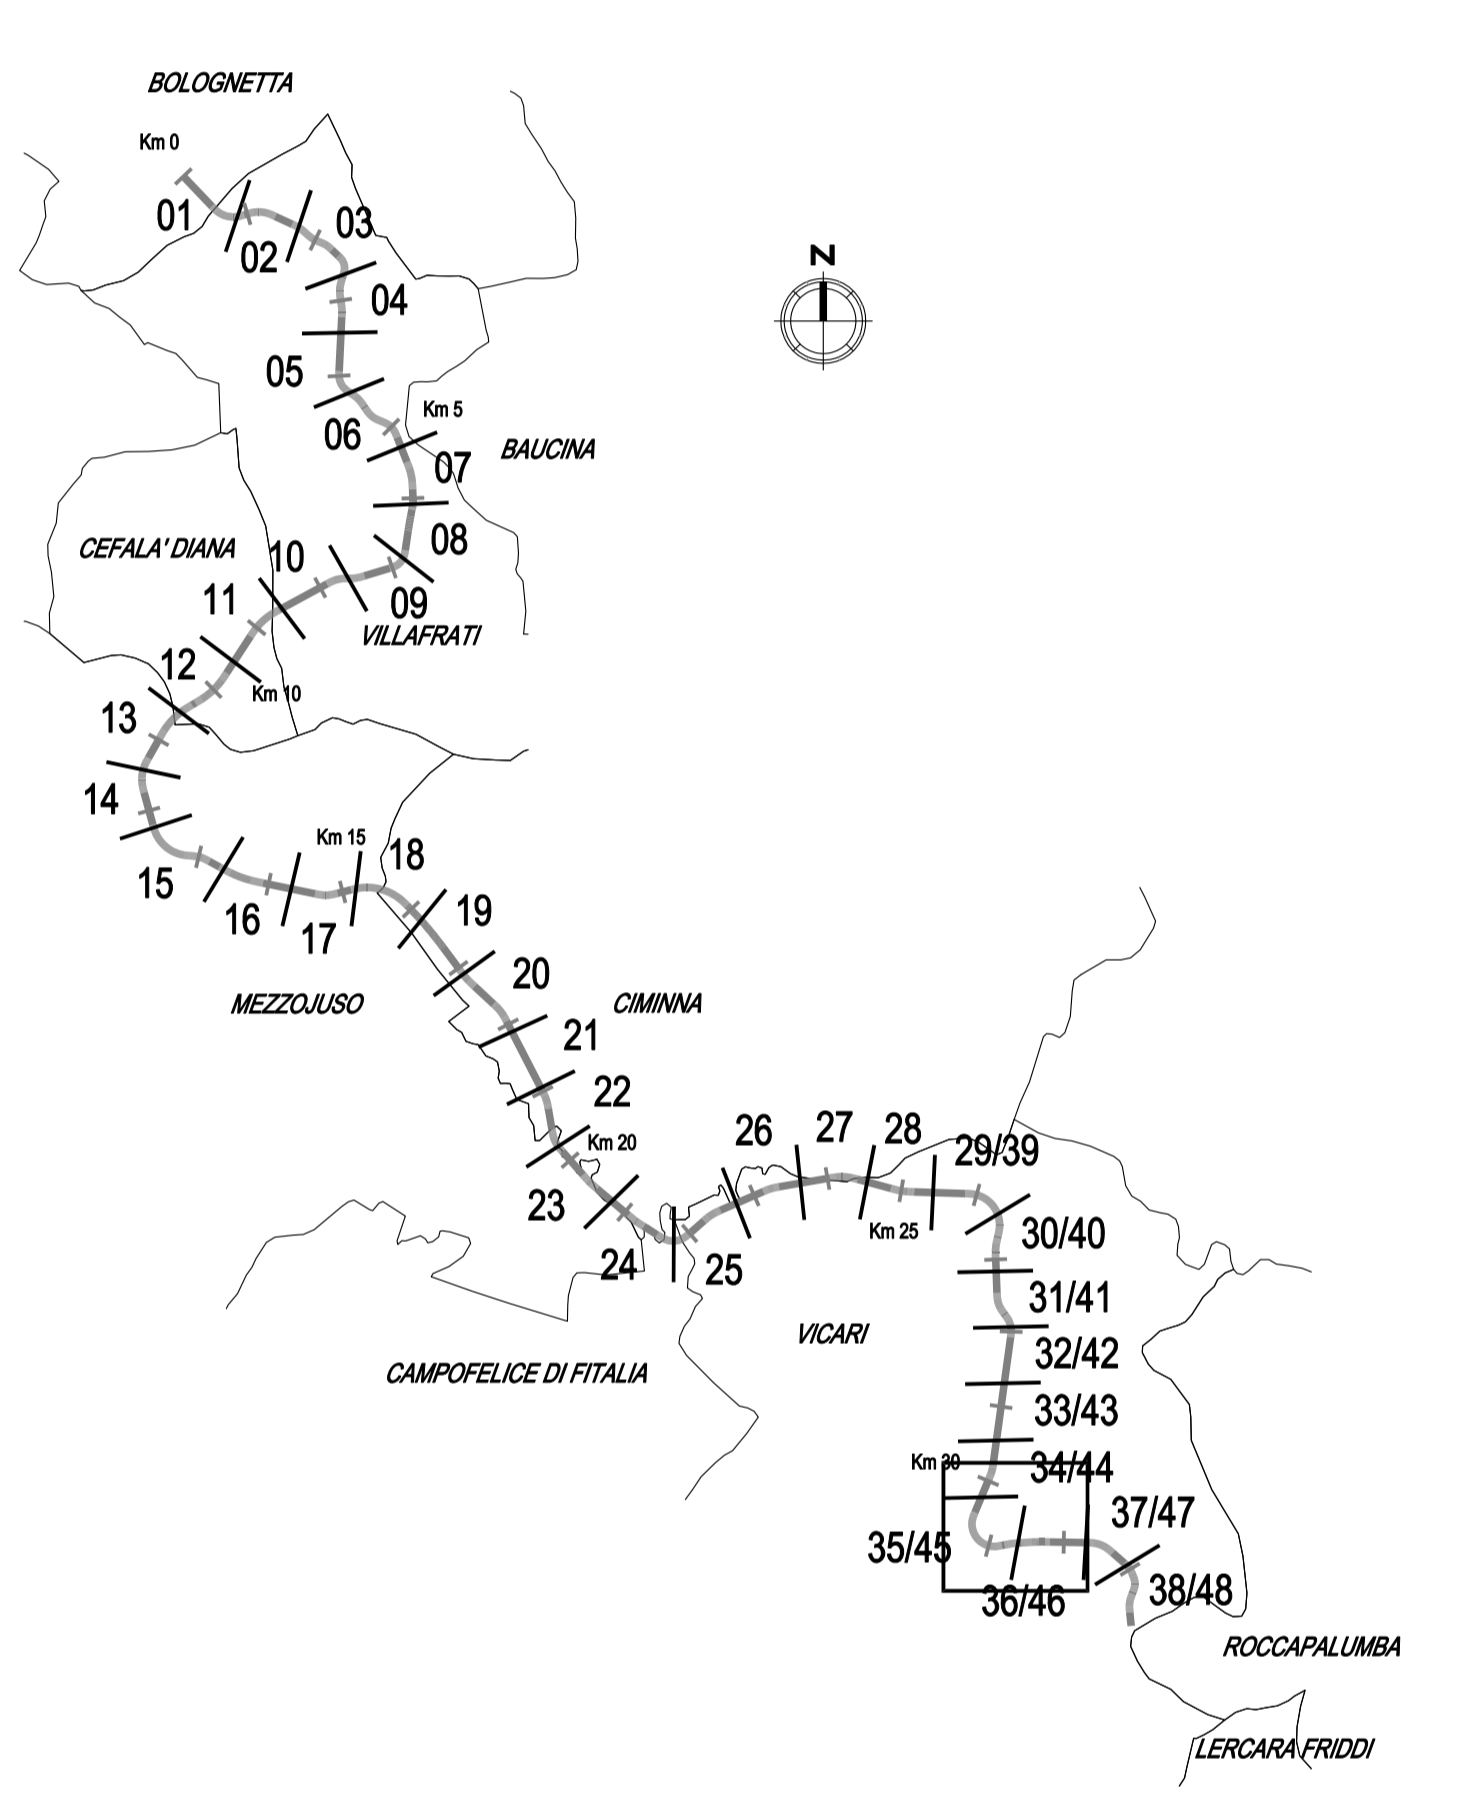 BOLOGNETTA
Km 0
01
02
03
N
04
05
Km 5
06
BAUCINA
07
08
CEFALA' DIANA
10
09
11
VILLAFRATI
12
Km 10
13
14
Km 15
18
15
19
16
17
20
MEZZOJUSO
CIMINNA
21
22
26
27
28
Km 20
29/39
23
Km 25
30/40
24
25
31/41
VICARI
32/42
CAMPOFELICE DI FITALIA
33/43
Km 30
34/44
37/47
35/45
38/48
36/46
ROCCAPALUMBA
LERCARA FRIDDI